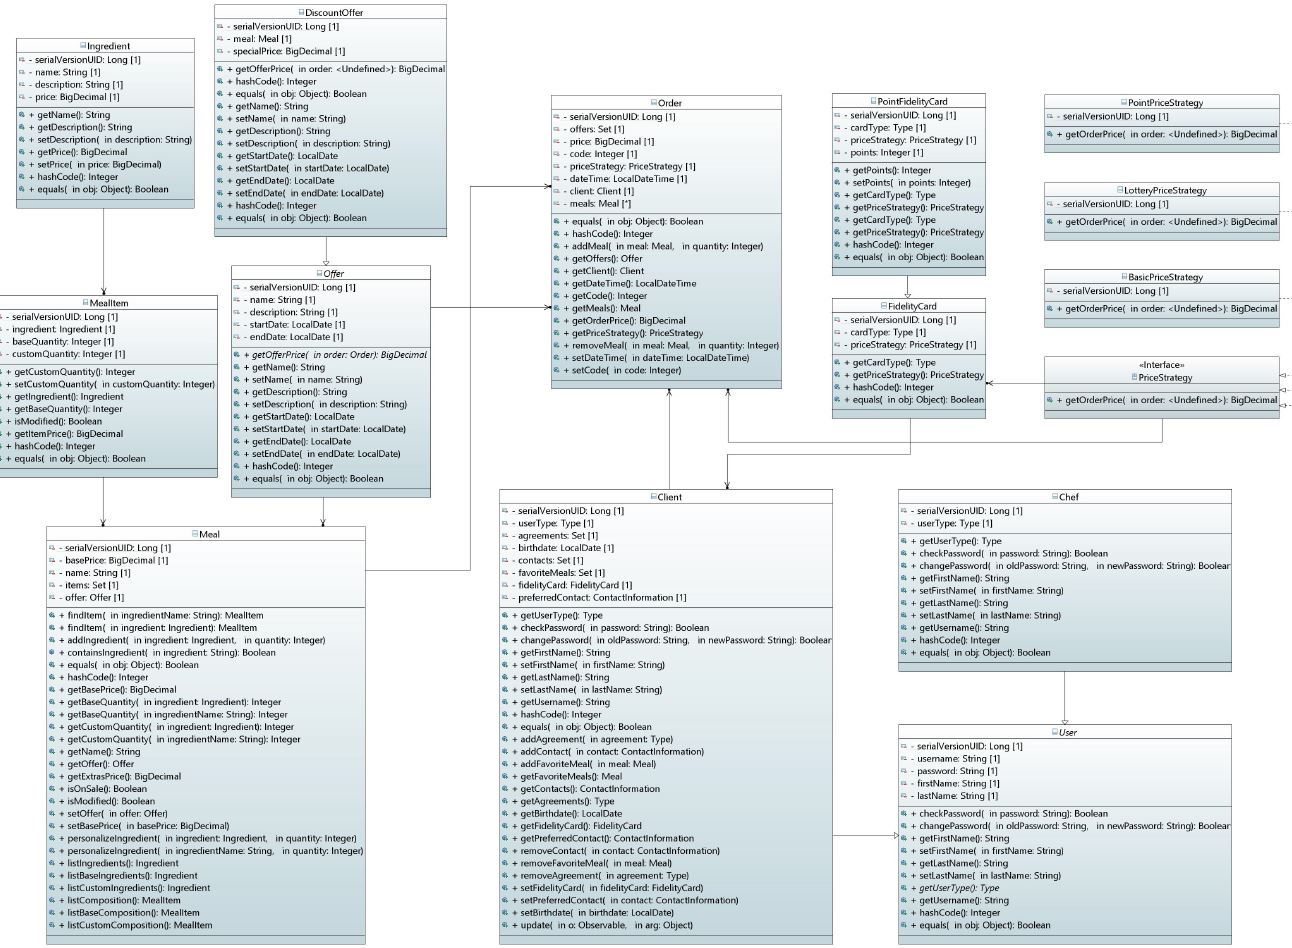 DiscountOffer
- serialVersionUID: Long [1]
- meal: Meal [1]
- specialPrice: BigDecimal [1]
+ getOfferPrice( in order: <Undefined>): BigDecimal
+ hashCode(): Integer
+ equals( in obj: Object): Boolean
+ getName(): String
+ setName( in name: String)
+ getDescription(): String
+ setDescription( in description: String)
+ getStartDate(): LocalDate
+ setStartDate( in startDate: LocalDate)
+ getEndDate(): LocalDate
+ setEndDate( in endDate: LocalDate)
+ hashCode(): Integer
+ equals( in obj: Object): Boolean
Ingredient
- serialVersionUID: Long [1]
- name: String [1]
- description: String [1]
- price: BigDecimal [1]
+ getName(): String
+ getDescription(): String
+ setDescription( in description: String)
+ getPrice(): BigDecimal
+ setPrice( in price: BigDecimal)
+ hashCode(): Integer
+ equals( in obj: Object): Boolean
Order
- serialVersionUID: Long [1]
- offers: Set [1]
- price: BigDecimal [1]
- code: Integer [1]
- priceStrategy: PriceStrategy [1]
- dateTime: LocalDateTime [1]
- client: Client [1]
- meals: Meal [*]
+ equals( in obj: Object): Boolean
+ hashCode(): Integer
+ addMeal( in meal: Meal,   in quantity: Integer)
+ getOffers(): Offer
+ getClient(): Client
+ getDateTime(): LocalDateTime
+ getCode(): Integer
+ getMeals(): Meal
+ getOrderPrice(): BigDecimal
+ getPriceStrategy(): PriceStrategy
+ removeMeal( in meal: Meal,   in quantity: Integer)
+ setDateTime( in dateTime: LocalDateTime)
+ setCode( in code: Integer)
PointFidelityCard
- serialVersionUID: Long [1]
- cardType: Type [1]
- priceStrategy: PriceStrategy [1]
- points: Integer [1]
+ getPoints(): Integer
+ setPoints( in points: Integer)
+ getCardType(): Type
+ getPriceStrategy(): PriceStrategy
+ getCardType(): Type
+ getPriceStrategy(): PriceStrategy
+ hashCode(): Integer
+ equals( in obj: Object): Boolean
PointPriceStrategy
- serialVersionUID: Long [1]
+ getOrderPrice( in order: <Undefined>): BigDecimal
LotteryPriceStrategy
- serialVersionUID: Long [1]
+ getOrderPrice( in order: <Undefined>): BigDecimal
BasicPriceStrategy
- serialVersionUID: Long [1]
+ getOrderPrice( in order: <Undefined>): BigDecimal
«Interface»
PriceStrategy
+ getOrderPrice( in order: <Undefined>): BigDecimal
FidelityCard
- serialVersionUID: Long [1]
- cardType: Type [1]
- priceStrategy: PriceStrategy [1]
+ getCardType(): Type
+ getPriceStrategy(): PriceStrategy
+ hashCode(): Integer
+ equals( in obj: Object): Boolean
Offer
- serialVersionUID: Long [1]
- name: String [1]
- description: String [1]
- startDate: LocalDate [1]
- endDate: LocalDate [1]
+ getOfferPrice( in order: Order): BigDecimal
+ getName(): String
+ setName( in name: String)
+ getDescription(): String
+ setDescription( in description: String)
+ getStartDate(): LocalDate
+ setStartDate( in startDate: LocalDate)
+ getEndDate(): LocalDate
+ setEndDate( in endDate: LocalDate)
+ hashCode(): Integer
+ equals( in obj: Object): Boolean
MealItem
- serialVersionUID: Long [1]
- ingredient: Ingredient [1]
- baseQuantity: Integer [1]
- customQuantity: Integer [1]
+ getCustomQuantity(): Integer
+ setCustomQuantity( in customQuantity: Integer)
+ getIngredient(): Ingredient
+ getBaseQuantity(): Integer
+ isModified(): Boolean
+ getItemPrice(): BigDecimal
+ hashCode(): Integer
+ equals( in obj: Object): Boolean
Meal
- serialVersionUID: Long [1]
- basePrice: BigDecimal [1]
- name: String [1]
- items: Set [1]
- offer: Offer [1]
+ findItem( in ingredientName: String): MealItem
+ findItem( in ingredient: Ingredient): MealItem
+ addIngredient( in ingredient: Ingredient,   in quantity: Integer)
+ containsIngredient( in ingredient: String): Boolean
+ equals( in obj: Object): Boolean
+ hashCode(): Integer
+ getBasePrice(): BigDecimal
+ getBaseQuantity( in ingredient: Ingredient): Integer
+ getBaseQuantity( in ingredientName: String): Integer
+ getCustomQuantity( in ingredient: Ingredient): Integer
+ getCustomQuantity( in ingredientName: String): Integer
+ getName(): String
+ getOffer(): Offer
+ getExtrasPrice(): BigDecimal
+ isOnSale(): Boolean
+ isModified(): Boolean
+ setOffer( in offer: Offer)
+ setBasePrice( in basePrice: BigDecimal)
+ personalizeIngredient( in ingredient: Ingredient,   in quantity: Integer)
+ personalizeIngredient( in ingredientName: String,   in quantity: Integer)
+ listIngredients(): Ingredient
+ listBaseIngredients(): Ingredient
+ listCustomIngredients(): Ingredient
+ listComposition(): MealItem
+ listBaseComposition(): MealItem
+ listCustomComposition(): MealItem
Client
- serialVersionUID: Long [1]
- userType: Type [1]
- agreements: Set [1]
- birthdate: LocalDate [1]
- contacts: Set [1]
- favoriteMeals: Set [1]
- fidelityCard: FidelityCard [1]
- preferredContact: ContactInformation [1]
+ getUserType(): Type
+ checkPassword( in password: String): Boolean
+ changePassword( in oldPassword: String,   in newPassword: String): Boolean
+ getFirstName(): String
+ setFirstName( in firstName: String)
+ getLastName(): String
+ setLastName( in lastName: String)
+ getUsername(): String
+ hashCode(): Integer
+ equals( in obj: Object): Boolean
+ addAgreement( in agreement: Type)
+ addContact( in contact: ContactInformation)
+ addFavoriteMeal( in meal: Meal)
+ getFavoriteMeals(): Meal
+ getContacts(): ContactInformation
+ getAgreements(): Type
+ getBirthdate(): LocalDate
+ getFidelityCard(): FidelityCard
+ getPreferredContact(): ContactInformation
+ removeContact( in contact: ContactInformation)
+ removeFavoriteMeal( in meal: Meal)
+ removeAgreement( in agreement: Type)
+ setFidelityCard( in fidelityCard: FidelityCard)
+ setPreferredContact( in contact: ContactInformation)
+ setBirthdate( in birthdate: LocalDate)
+ update( in o: Observable,   in arg: Object)
Chef
- serialVersionUID: Long [1]
- userType: Type [1]
+ getUserType(): Type
+ checkPassword( in password: String): Boolean
+ changePassword( in oldPassword: String,   in newPassword: String): Boolean
+ getFirstName(): String
+ setFirstName( in firstName: String)
+ getLastName(): String
+ setLastName( in lastName: String)
+ getUsername(): String
+ hashCode(): Integer
+ equals( in obj: Object): Boolean
User
- serialVersionUID: Long [1]
- username: String [1]
- password: String [1]
- firstName: String [1]
- lastName: String [1]
+ checkPassword( in password: String): Boolean
+ changePassword( in oldPassword: String,   in newPassword: String): Boolean
+ getFirstName(): String
+ setFirstName( in firstName: String)
+ getLastName(): String
+ setLastName( in lastName: String)
+ getUserType(): Type
+ getUsername(): String
+ hashCode(): Integer
+ equals( in obj: Object): Boolean